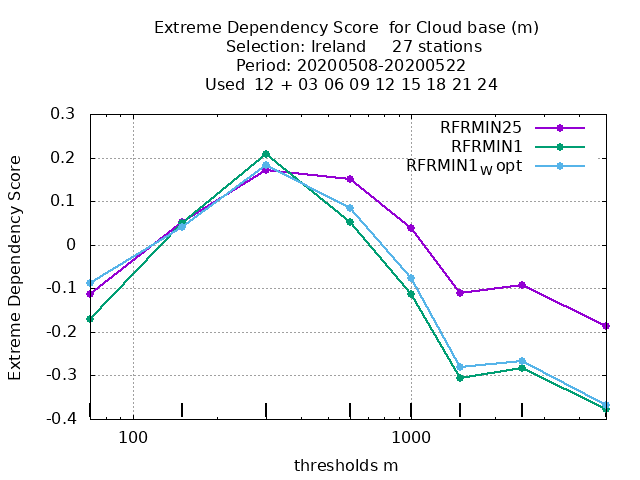 Extreme Dependency Score  for Cloud base (m)
Selection: Ireland     27 stations
Period: 20200508-20200522
Used  12 + 03 06 09 12 15 18 21 24
RFRMIN25
RFRMIN1
RFRMIN1W opt
0.3
0.2
0.1
0
-0.1
-0.2
-0.3
-0.4
Extreme Dependency Score
100
1000
thresholds m